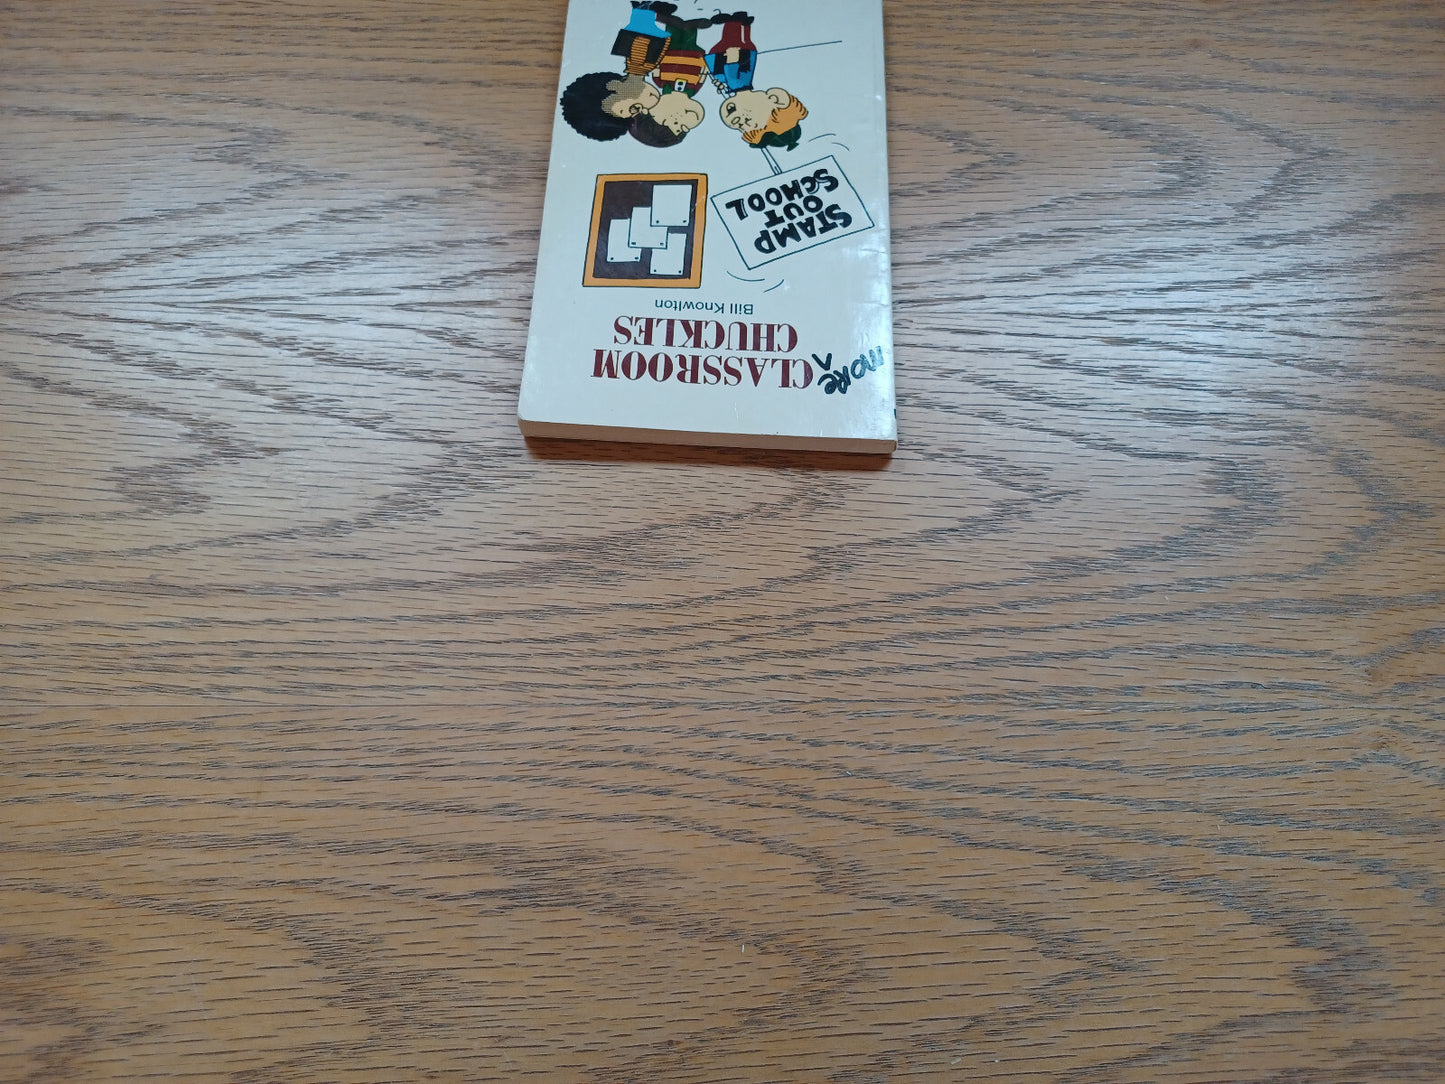 MORE
CLASSROOM
CHUCKLES
Bill Knowlton
STAMP
OUT
SCHOOL